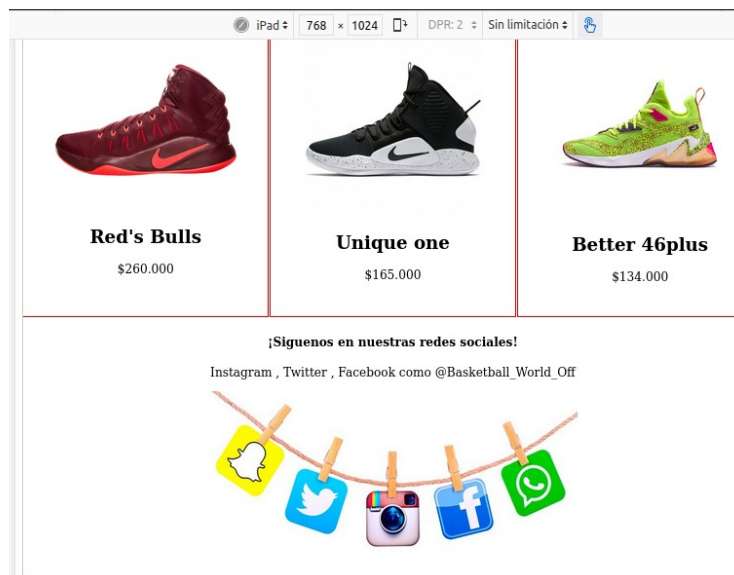 iPad 768 × 1024 DPR: 2 Sin limitación
Red's Bulls
$260.000
Unique one
$165.000
Better 46plus
$134.000
¡Siguenos en nuestras redes sociales!
Instagram , Twitter , Facebook como @Basketball_World_Off